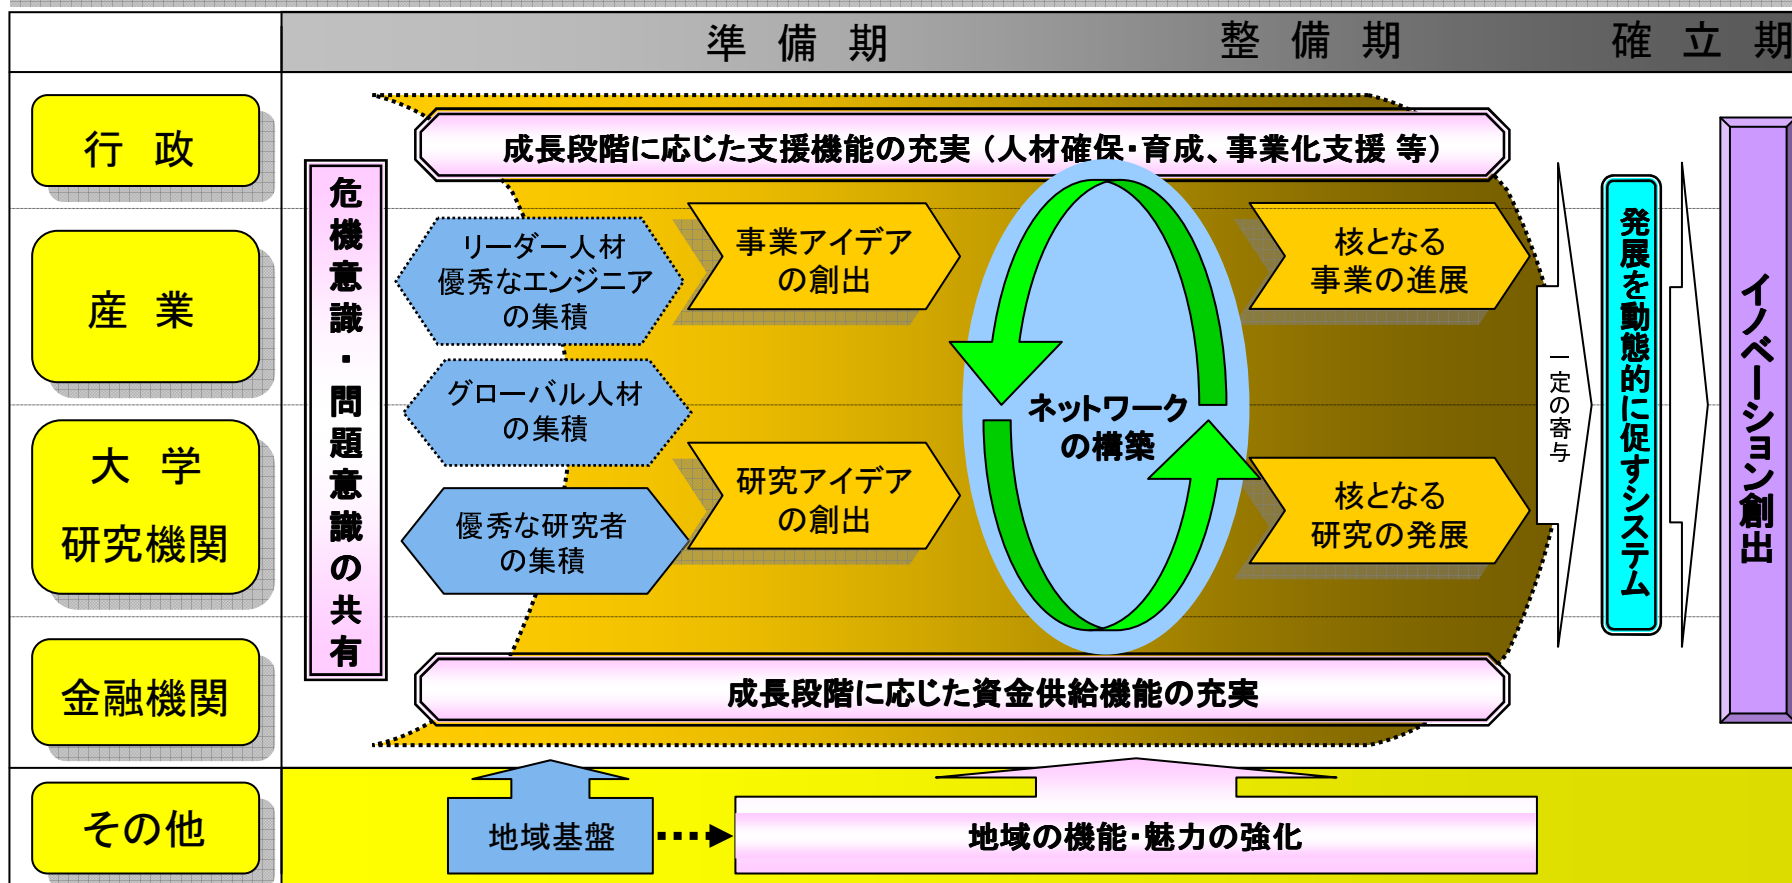 準備期
整備期
確立期
行政
産業
大学
研究機関
金融機関
その他
危機意識・問題意識の共有
成長段階に応じた支援機能の充実（人材確保・育成、事業化支援 等）
リーダー人材
優秀なエンジニア
の集積
グローバル人材
の集積
優秀な研究者
の集積
事業アイデア
の創出
研究アイデア
の創出
ネットワーク
の構築
核となる
事業の進展
核となる
研究の発展
成長段階に応じた資金供給機能の充実
一定の寄与
発展を動態的に促すシステム
イノベーション創出
地域基盤
地域の機能・魅力の強化